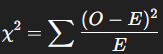 χ² = ∑ (O − E)² / E